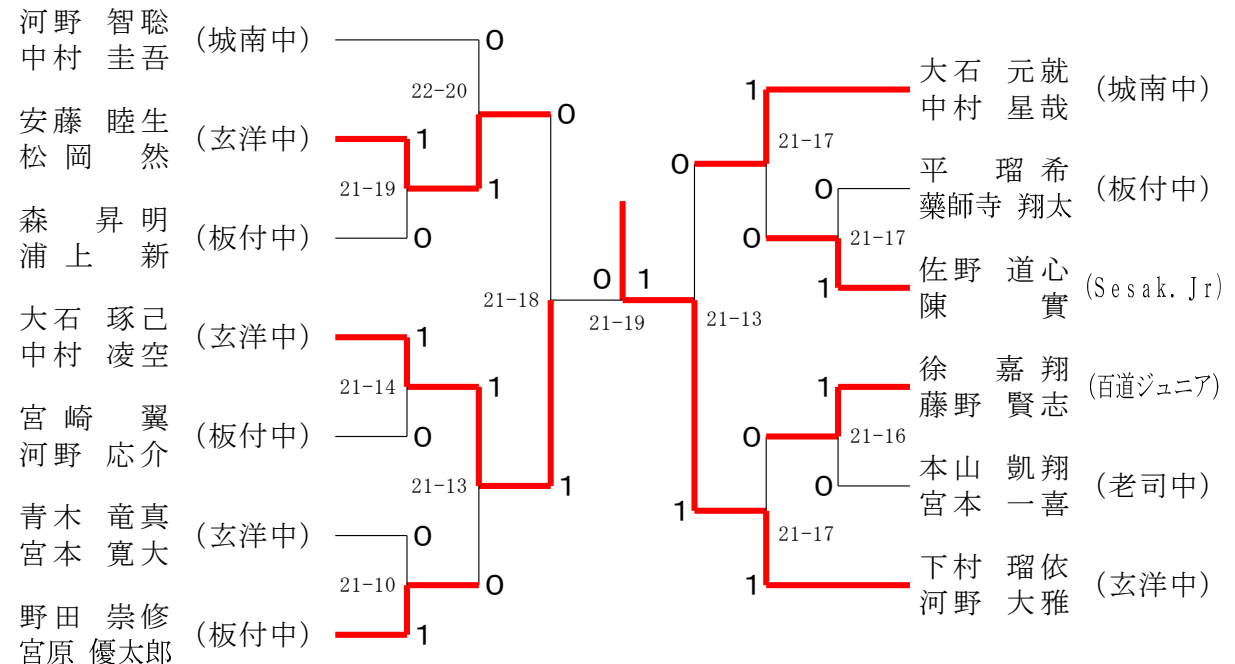 河野 智聡
中村 圭吾
(城南中)
0
22-20
安藤 睦生
松岡 然
(玄洋中)
1
0
21-19
1
森 昇明
浦上 新
(板付中)
0
21-18
大石 琢己
中村 凌空
(玄洋中)
1
21-14
1
宮崎 翼
河野 応介
(板付中)
0
21-13
1
青木 竜真
宮本 寛大
(玄洋中)
0
21-10
0
野田 崇修
宮原 優太郎
(板付中)
1
0 1
21-19
大石 元就
中村 星哉
(城南中)
1
21-17
0
平 瑠希
藥師寺 翔太
(板付中)
0
0
21-17
佐野 道心
陳 實
(Sesak.Jr)
1
21-13
徐 嘉翔
藤野 賢志
(百道ジュニア)
1
0
21-16
本山 凱翔
宮本 一喜
(老司中)
0
1
21-17
下村 瑠依
河野 大雅
(玄洋中)
1